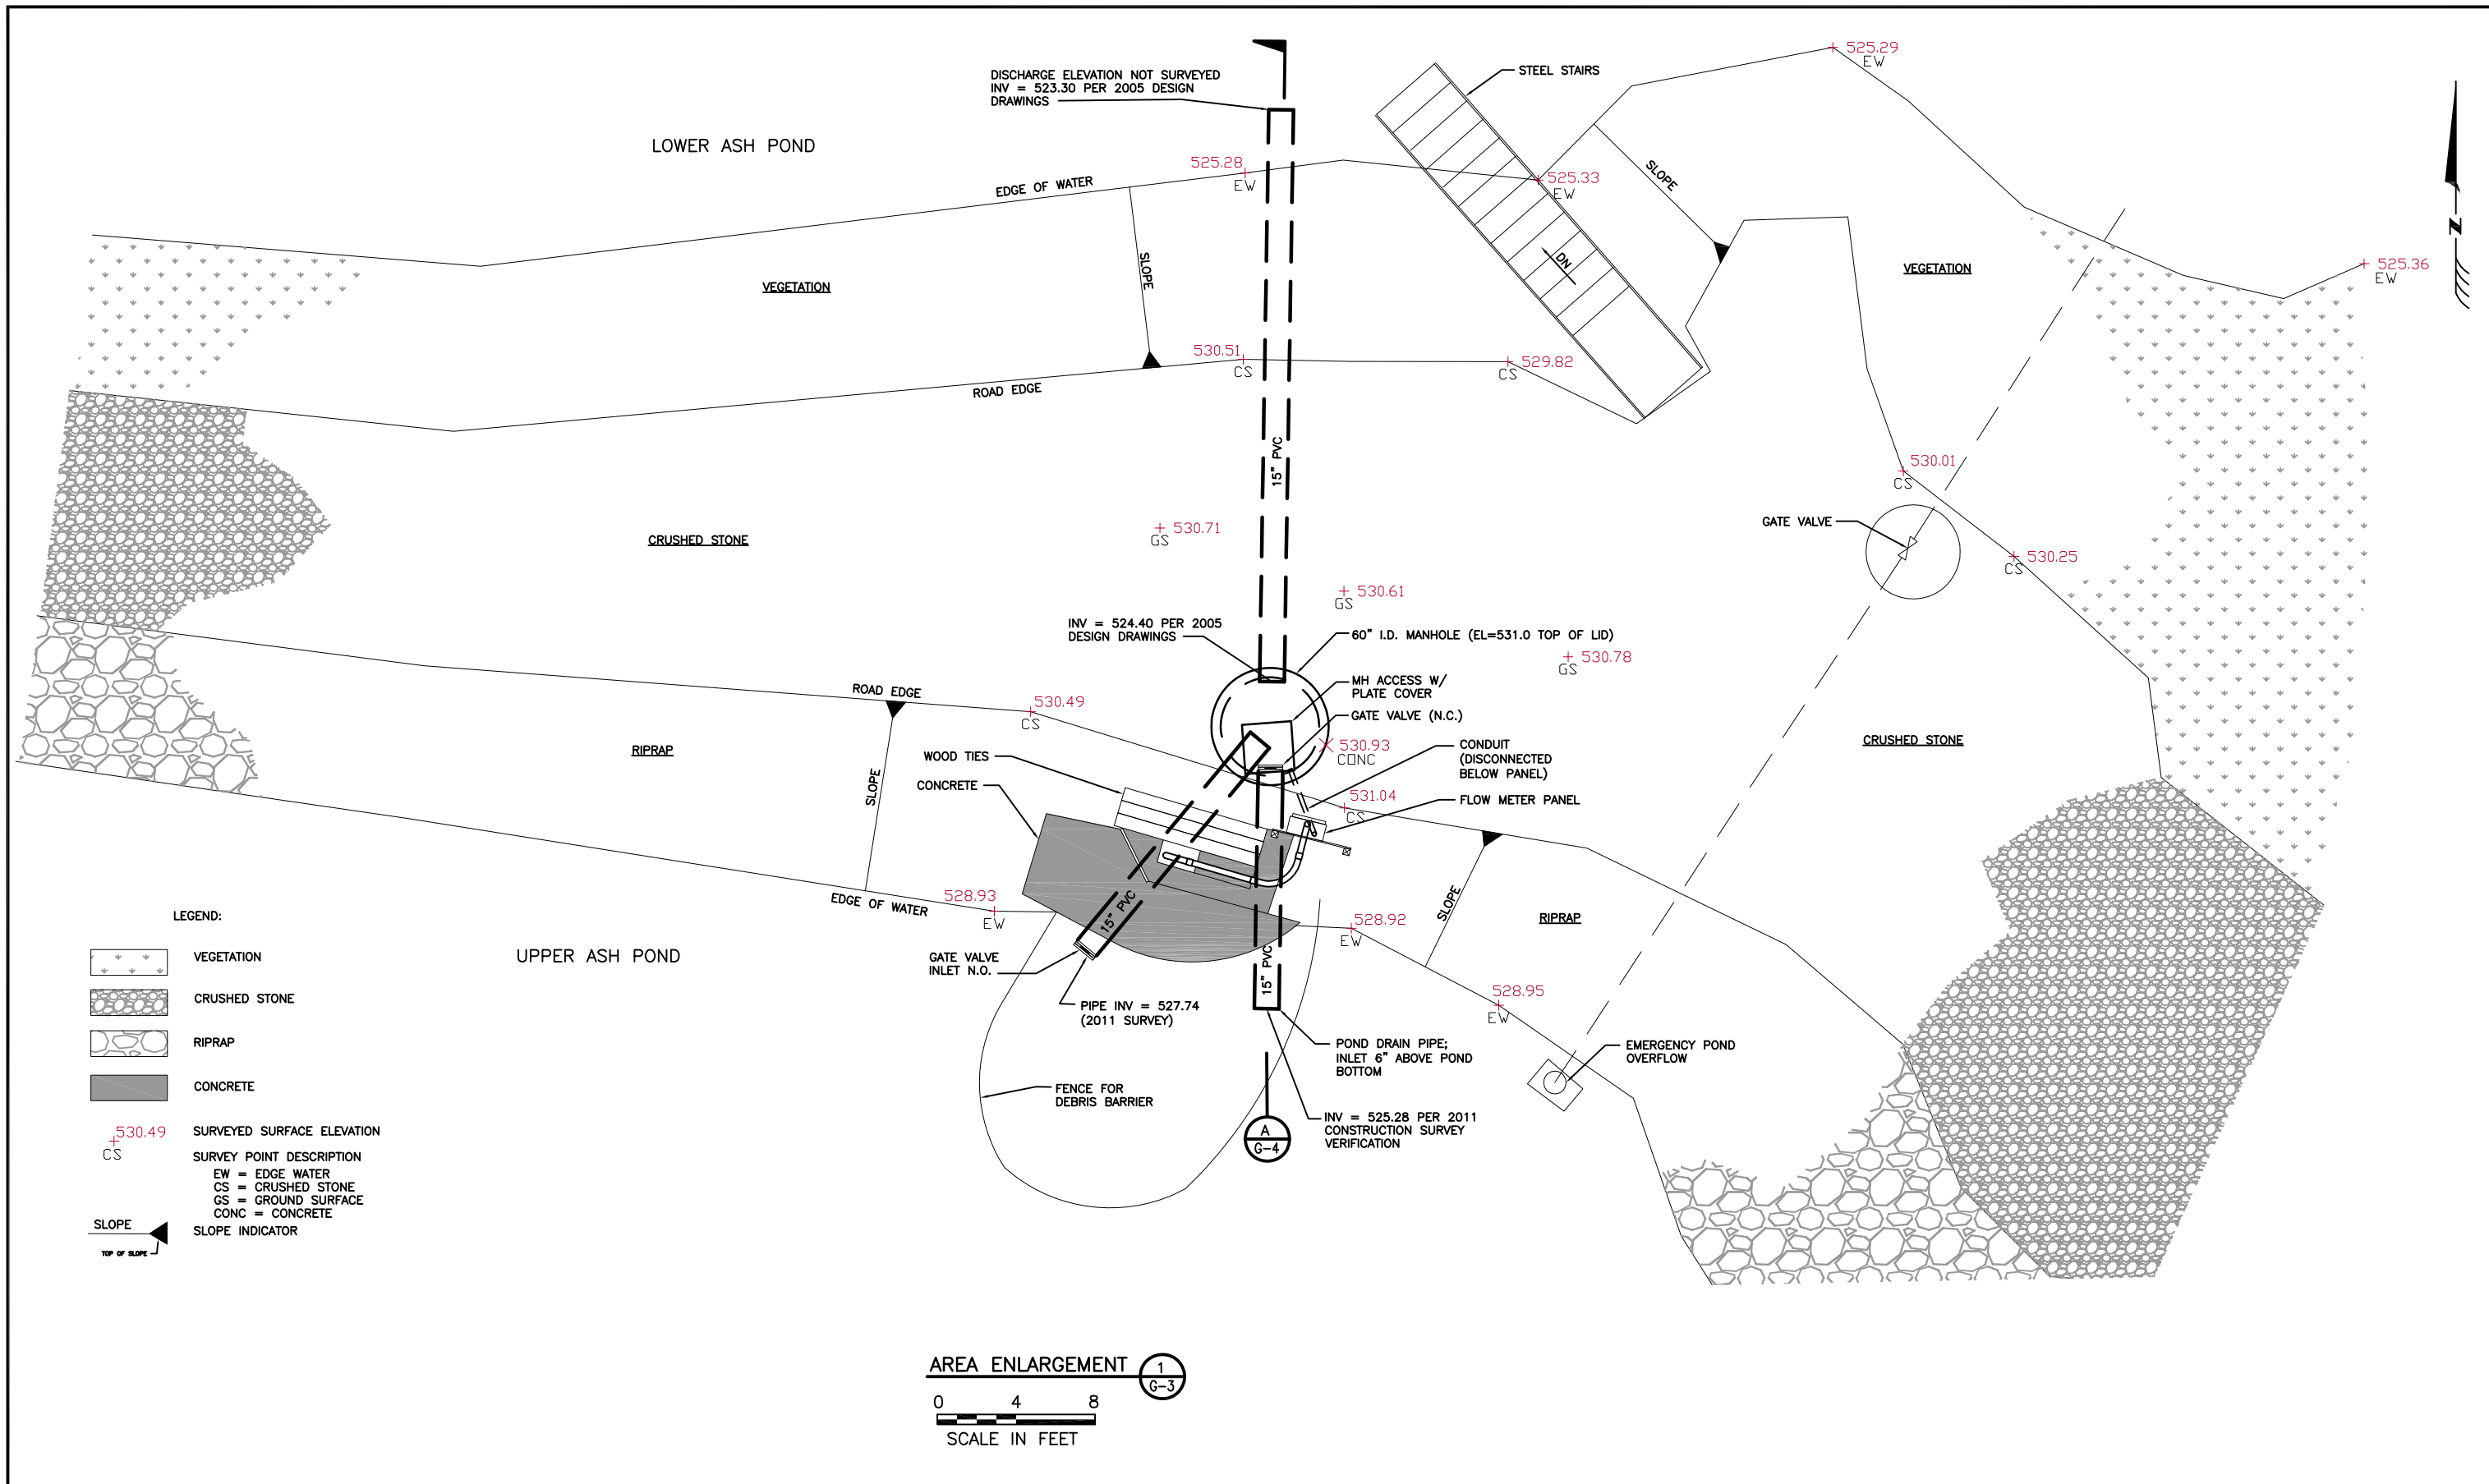 DISCHARGE ELEVATION NOT SURVEYED
INV = 523.30 PER 2005 DESIGN
DRAWINGS
STEEL STAIRS
525.29
EW
LOWER ASH POND
525.28
EW
EDGE OF WATER
525.33
EW
SLOPE
N
VEGETATION
525.36
EW
SLOPE
DN
VEGETATION
530.51
CS
529.82
CS
ROAD EDGE
15" PVC
530.01
CS
530.71
GS
GATE VALVE
CRUSHED STONE
530.25
CS
530.61
GS
INV = 524.40 PER 2005
DESIGN DRAWINGS
60" I.D. MANHOLE (EL=531.0 TOP OF LID)
530.78
GS
MH ACCESS W/
PLATE COVER
ROAD EDGE
530.49
CS
GATE VALVE (N.C.)
RIPRAP
WOOD TIES
530.93
CONC
CONDUIT
(DISCONNECTED
BELOW PANEL)
CRUSHED STONE
SLOPE
CONCRETE
531.04
CS
FLOW METER PANEL
528.93
EW
EDGE OF WATER
15" PVC
528.92
EW
SLOPE
RIPRAP
LEGEND:
VEGETATION
UPPER ASH POND
GATE VALVE
INLET N.O.
15" PVC
528.95
EW
CRUSHED STONE
PIPE INV = 527.74
(2011 SURVEY)
RIPRAP
POND DRAIN PIPE;
INLET 6" ABOVE POND
BOTTOM
EMERGENCY POND
OVERFLOW
CONCRETE
FENCE FOR
DEBRIS BARRIER
INV = 525.28 PER 2011
CONSTRUCTION SURVEY
VERIFICATION
A
G-4
530.49
CS
SURVEYED SURFACE ELEVATION
SURVEY POINT DESCRIPTION
EW = EDGE WATER
CS = CRUSHED STONE
GS = GROUND SURFACE
CONC = CONCRETE
SLOPE
TOP OF SLOPE
SLOPE INDICATOR
AREA ENLARGEMENT
1
G-3
0 4 8
SCALE IN FEET